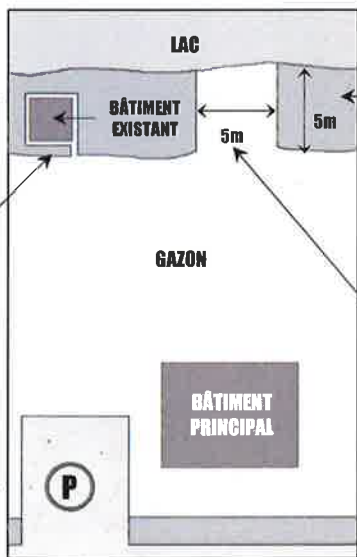 LAC
BÂTIMENT
EXISTANT
5m
5m
GAZON
BÂTIMENT
PRINCIPAL
P